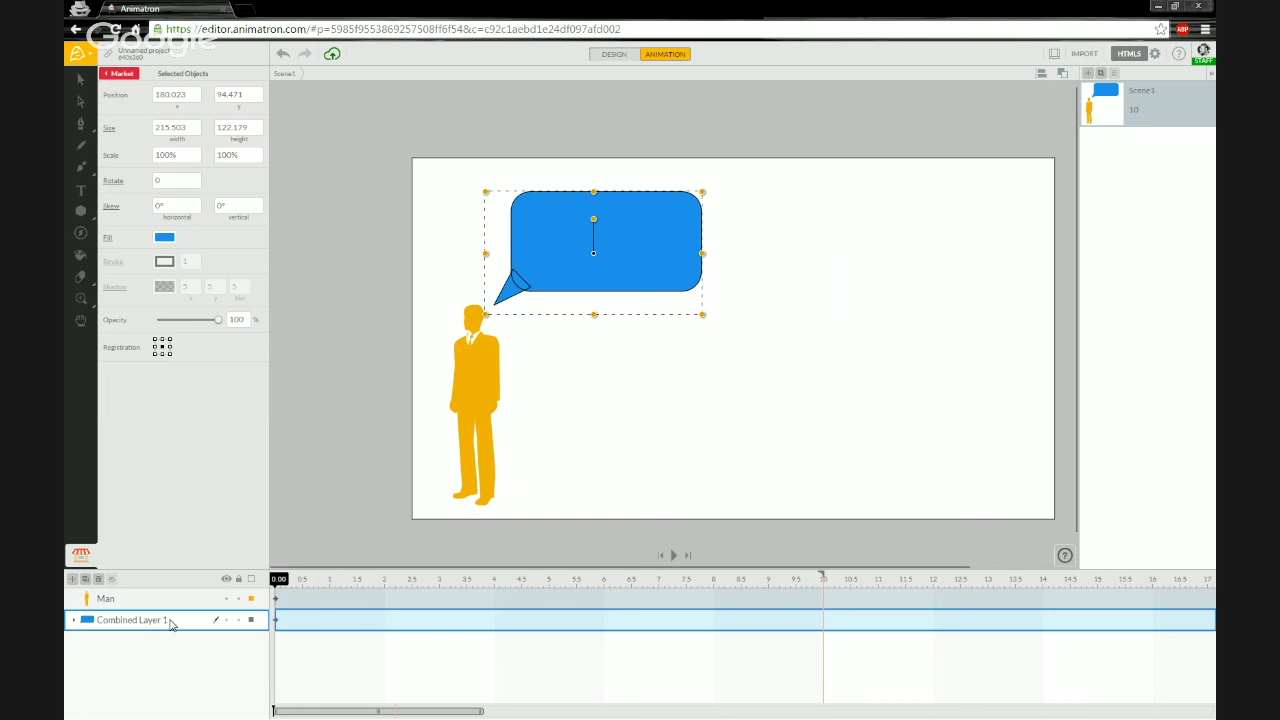 Animatron
https://editor.animatron.com/#p=5985f9553869257508ff6f54&c=c92c1aebd1e24df097afd002
Google
ABP
Unnamed project
640x360
DESIGN
ANIMATION
IMPORT
HTML5
?
STAFF
Market
Selected Objects
Scene1
»
Position
180.023
94.471
x
y
Size
215.503
122.179
width
height
Scale
100%
100%
Rotate
0
Skew
0°
0°
horizontal
vertical
Fill
Stroke
1
Shadow
5
5
5
x
y
blur
Opacity
100
%
Registration
T
Scene1
10
?
0.00
0.5
1
1.5
2
2.5
3
3.5
4
4.5
5
5.5
6
6.5
7
7.5
8
8.5
9
9.5
10
10.5
11
11.5
12
12.5
13
13.5
14
14.5
15
15.5
16
16.5
17
Man
Combined Layer 1